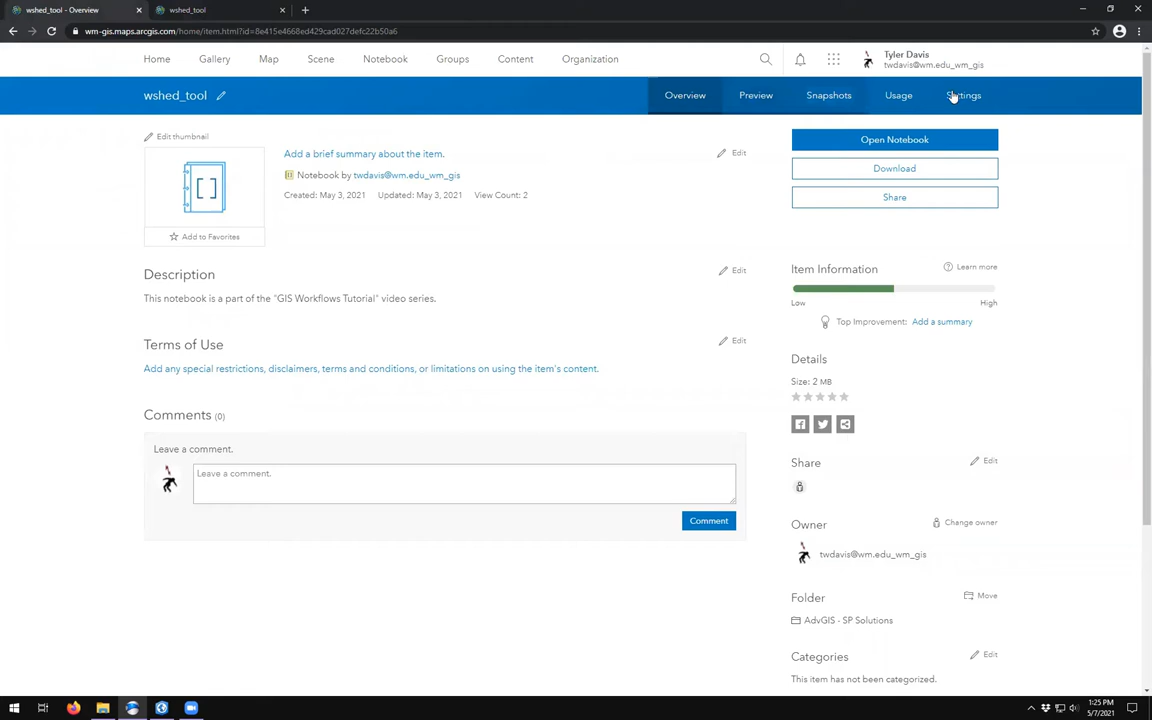 wshed_tool - Overview
wshed_tool
wm-gis.maps.arcgis.com/home/item.html?id=8e415e4668ed429cad027defc22b50a6
Home Gallery Map Scene Notebook Groups Content Organization
Tyler Davis
twdavis@wm.edu_wm_gis
wshed_tool
Overview Preview Snapshots Usage Settings
Edit thumbnail
Add a brief summary about the item.
Edit
Notebook by twdavis@wm.edu_wm_gis
Created: May 3, 2021 Updated: May 3, 2021 View Count: 2
Add to Favorites
Open Notebook
Download
Share
Description
Edit
This notebook is a part of the "GIS Workflows Tutorial" video series.
Item Information
Learn more
Low High
Top Improvement: Add a summary
Terms of Use
Edit
Add any special restrictions, disclaimers, terms and conditions, or limitations on using the item's content.
Details
Size: 2 MB
Comments (0)
Leave a comment.
Leave a comment.
Comment
Share
Edit
Owner
Change owner
twdavis@wm.edu_wm_gis
Folder
Move
AdvGIS - SP Solutions
Categories
Edit
This item has not been categorized.
1:25 PM
5/7/2021